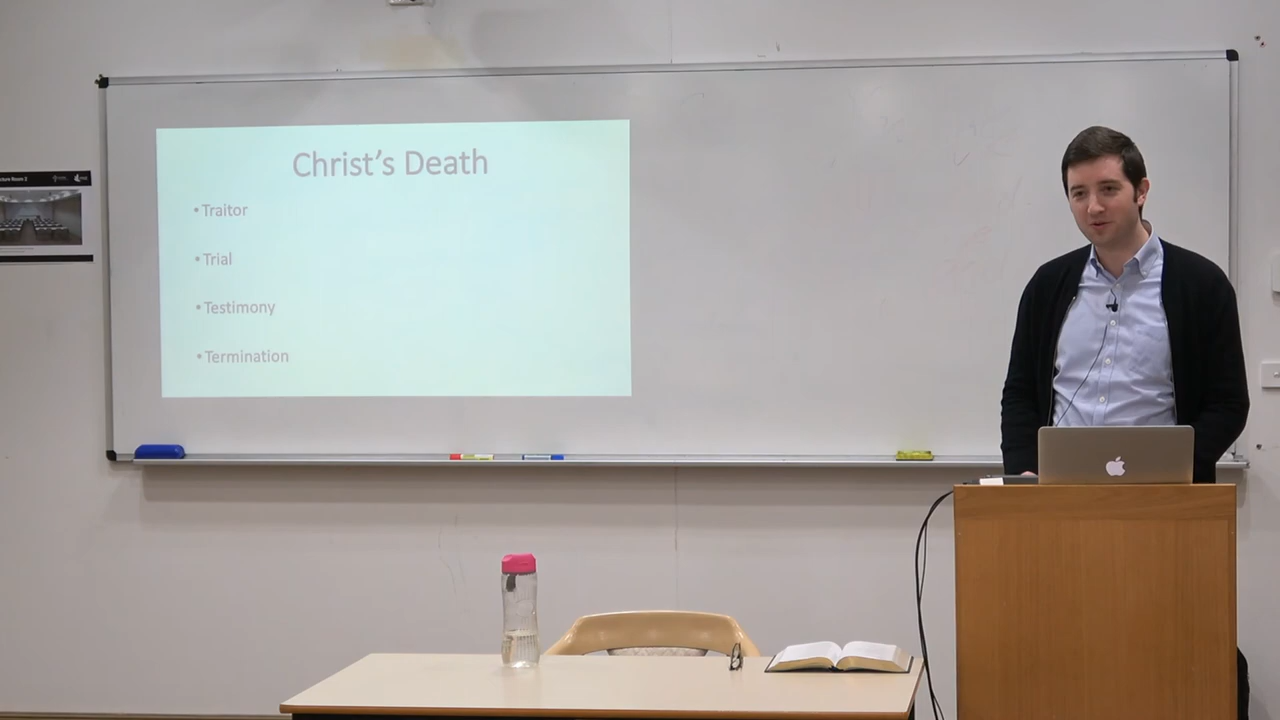 Christ's Death
• Traitor
• Trial
• Testimony
• Termination